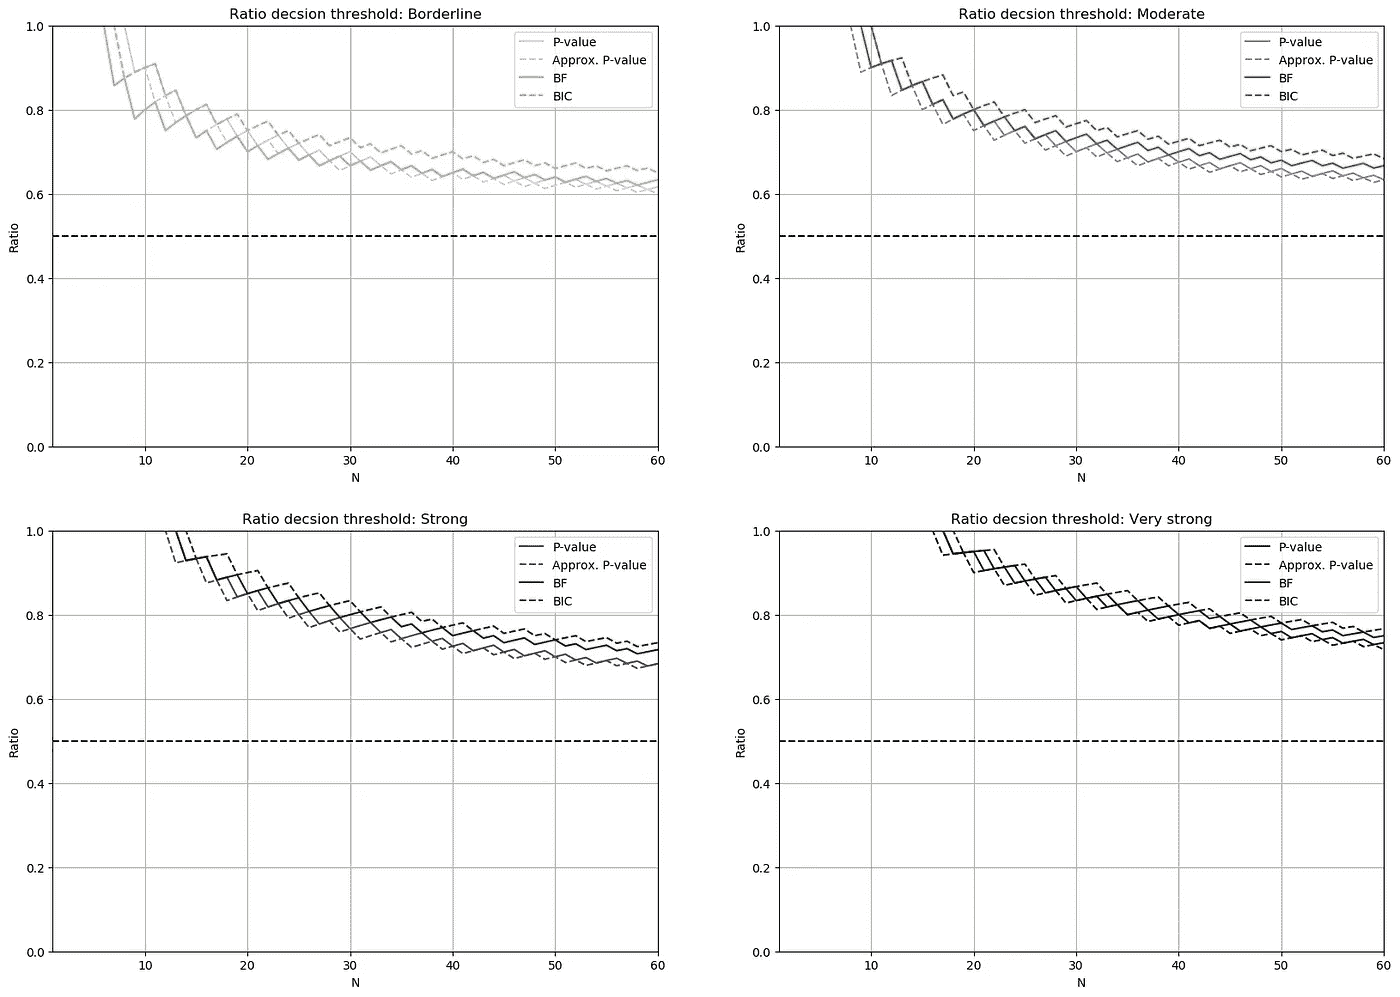 Ratio decsion threshold: Borderline
1.0
0.8
0.6
0.4
0.2
0.0
Ratio
10 20 30 40 50 60
N
P-value
Approx. P-value
BF
BIC
Ratio decsion threshold: Moderate
1.0
0.8
0.6
0.4
0.2
0.0
Ratio
10 20 30 40 50 60
N
P-value
Approx. P-value
BF
BIC
Ratio decsion threshold: Strong
1.0
0.8
0.6
0.4
0.2
0.0
Ratio
10 20 30 40 50 60
N
P-value
Approx. P-value
BF
BIC
Ratio decsion threshold: Very strong
1.0
0.8
0.6
0.4
0.2
0.0
Ratio
10 20 30 40 50 60
N
P-value
Approx. P-value
BF
BIC